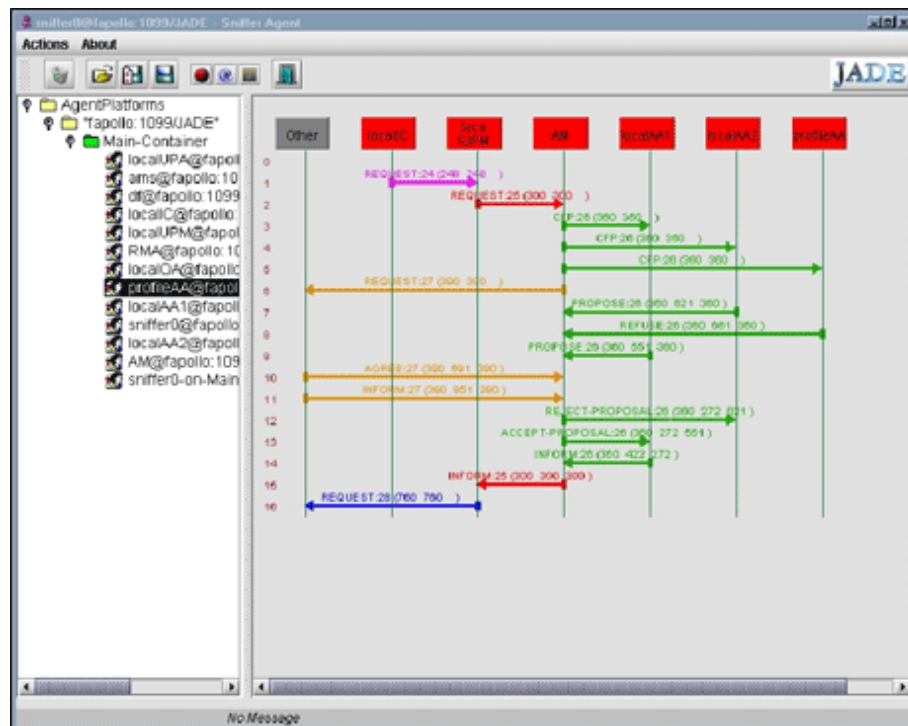 sniffer0@fapollo:1099/JADE - Sniffer Agent
Actions About
JADE
AgentPlatforms
"fapollo:1099/JADE"
Main-Container
localUPA@fapoll
ams@fapollo:10
df@fapollo:1099
localIC@fapollo:
localUPM@fapol
RMA@fapollo:10
localOA@fapollo
profileAA@fapol
localAA1@fapoll
sniffer0@fapollo
localAA2@fapoll
AM@fapollo:109
sniffer0-on-Main
Other
localIC
local
AM
localAA1
localAA2
profileAA
0
1
REQUEST:24 (248 248 )
2
REQUEST:25 (300 300 )
3
CFP:26 (360 360 )
4
CFP:26 (360 360 )
5
CFP:26 (360 360 )
6
REQUEST:27 (390 390 )
7
PROPOSE:26 (360 621 360 )
8
REFUSE:26 (360 661 360 )
9
PROPOSE:26 (360 551 360 )
10
AGREE:27 (390 691 390 )
11
INFORM:27 (390 951 390 )
12
REJECT-PROPOSAL:26 (360 272 621 )
13
ACCEPT-PROPOSAL:26 (360 272 551 )
14
INFORM:26 (360 422 272 )
15
INFORM:25 (300 390 300 )
16
REQUEST:28 (760 760 )
No Message